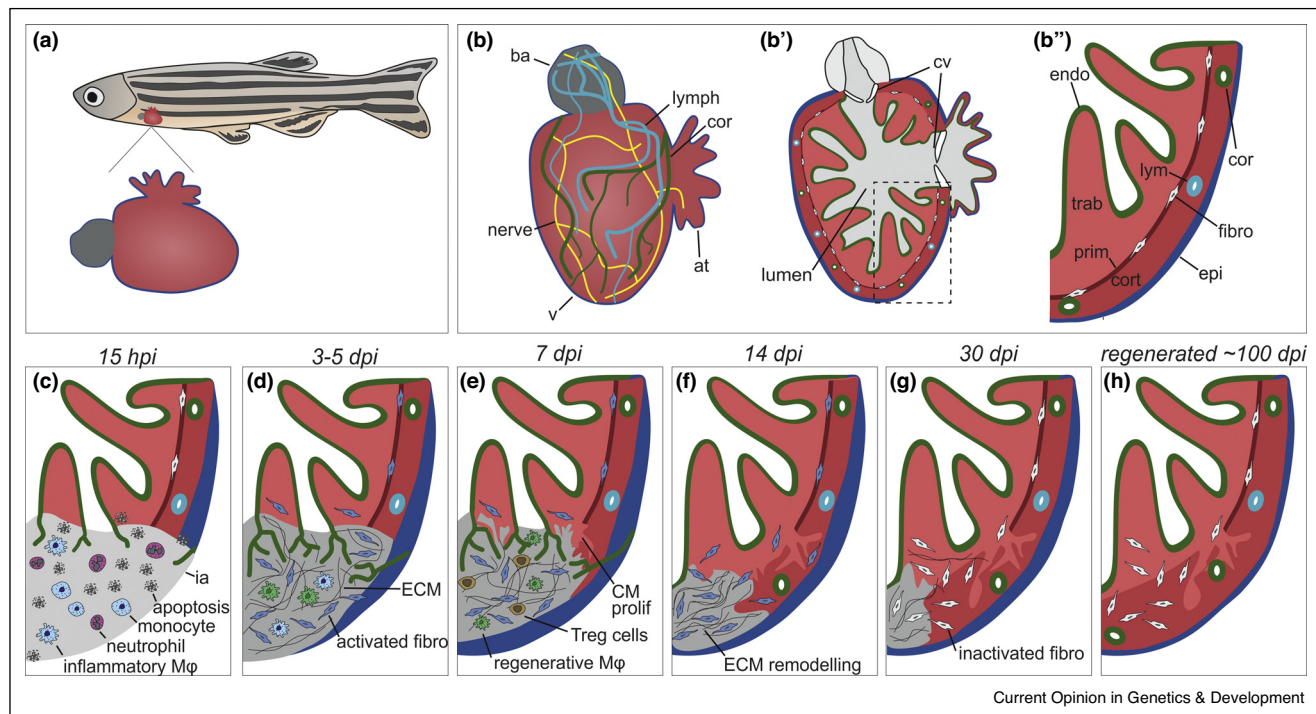 (a)
(b)
ba
lymph
cor
nerve
at
v
(b')
cv
lumen
(b")
endo
cor
lym
trab
fibro
prim
cort
epi
15 hpi
3-5 dpi
7 dpi
14 dpi
30 dpi
regenerated ~100 dpi
(c)
ia
apoptosis
monocyte
neutrophil
inflammatory Mφ
(d)
ECM
activated fibro
(e)
CM
prolif
Treg cells
regenerative Mφ
(f)
ECM remodelling
(g)
inactivated fibro
(h)
Current Opinion in Genetics & Development